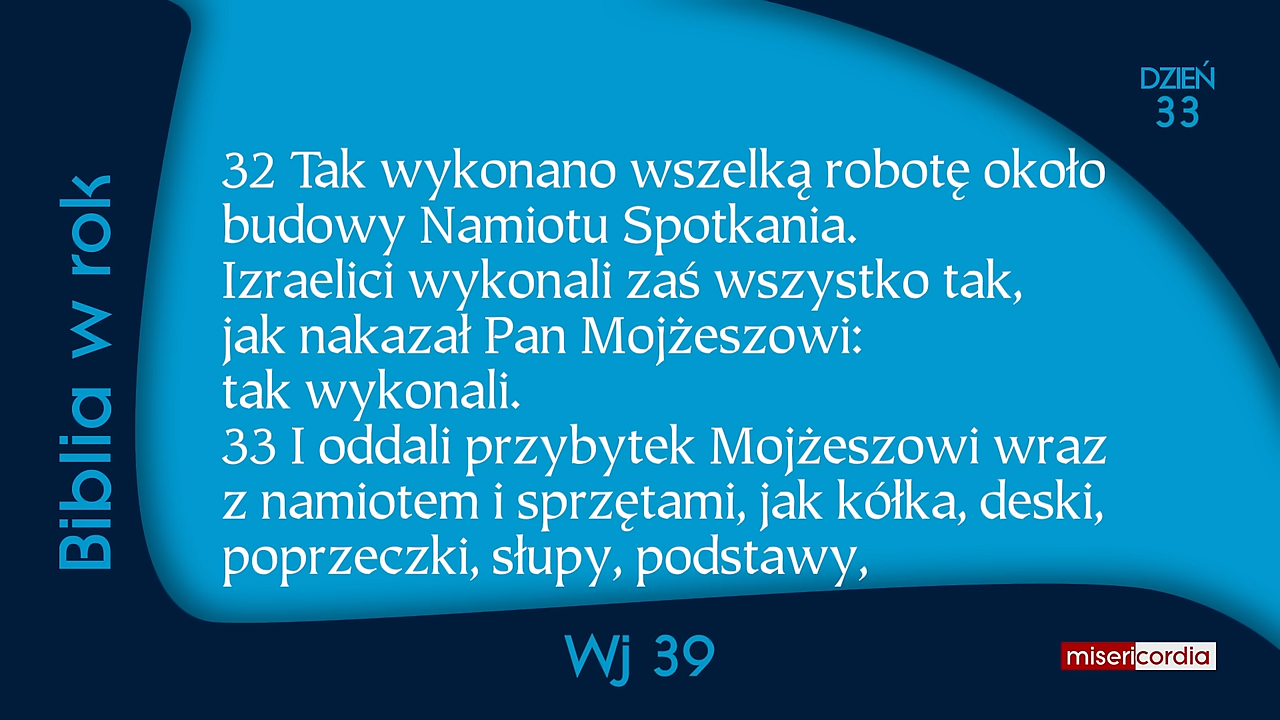 DZIEŃ
33
Biblia w rok
32 Tak wykonano wszelką robotę około
budowy Namiotu Spotkania.
Izraelici wykonali zaś wszystko tak,
jak nakazał Pan Mojżeszowi:
tak wykonali.
33 I oddali przybytek Mojżeszowi wraz
z namiotem i sprzętami, jak kółka, deski,
poprzeczki, słupy, podstawy,
Wj 39
misericordia